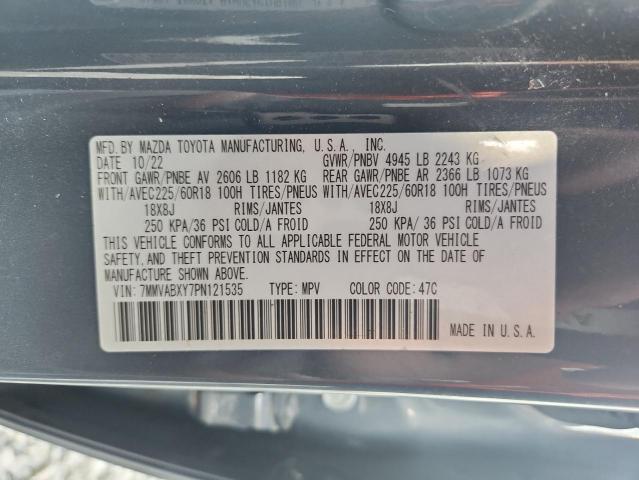 MFD.BY MAZDA TOYOTA MANUFACTURING, U.S.A., INC.
DATE 10/22 GVWR/PNBV 4945 LB 2243 KG
FRONT GAWR/PNBE AV 2606 LB 1182 KG REAR GAWR/PNBE AR 2366 LB 1073 KG
WITH/AVEC225/60R18 100H TIRES/PNEUS WITH/AVEC225/60R18 100H TIRES/PNEUS
18X8J RIMS/JANTES 18X8J RIMS/JANTES
250 KPA/36 PSI COLD/A FROID 250 KPA/ 36 PSI COLD/A FROID
THIS VEHICLE CONFORMS TO ALL APPLICABLE FEDERAL MOTOR VEHICLE
SAFETY,AND THEFT PREVENTION STANDARDS IN EFFECT ON THE DATE OF
MANUFACTURE SHOWN ABOVE.
VIN: 7MMVABXY7PN121535 TYPE: MPV COLOR CODE: 47C
MADE IN U.S.A.